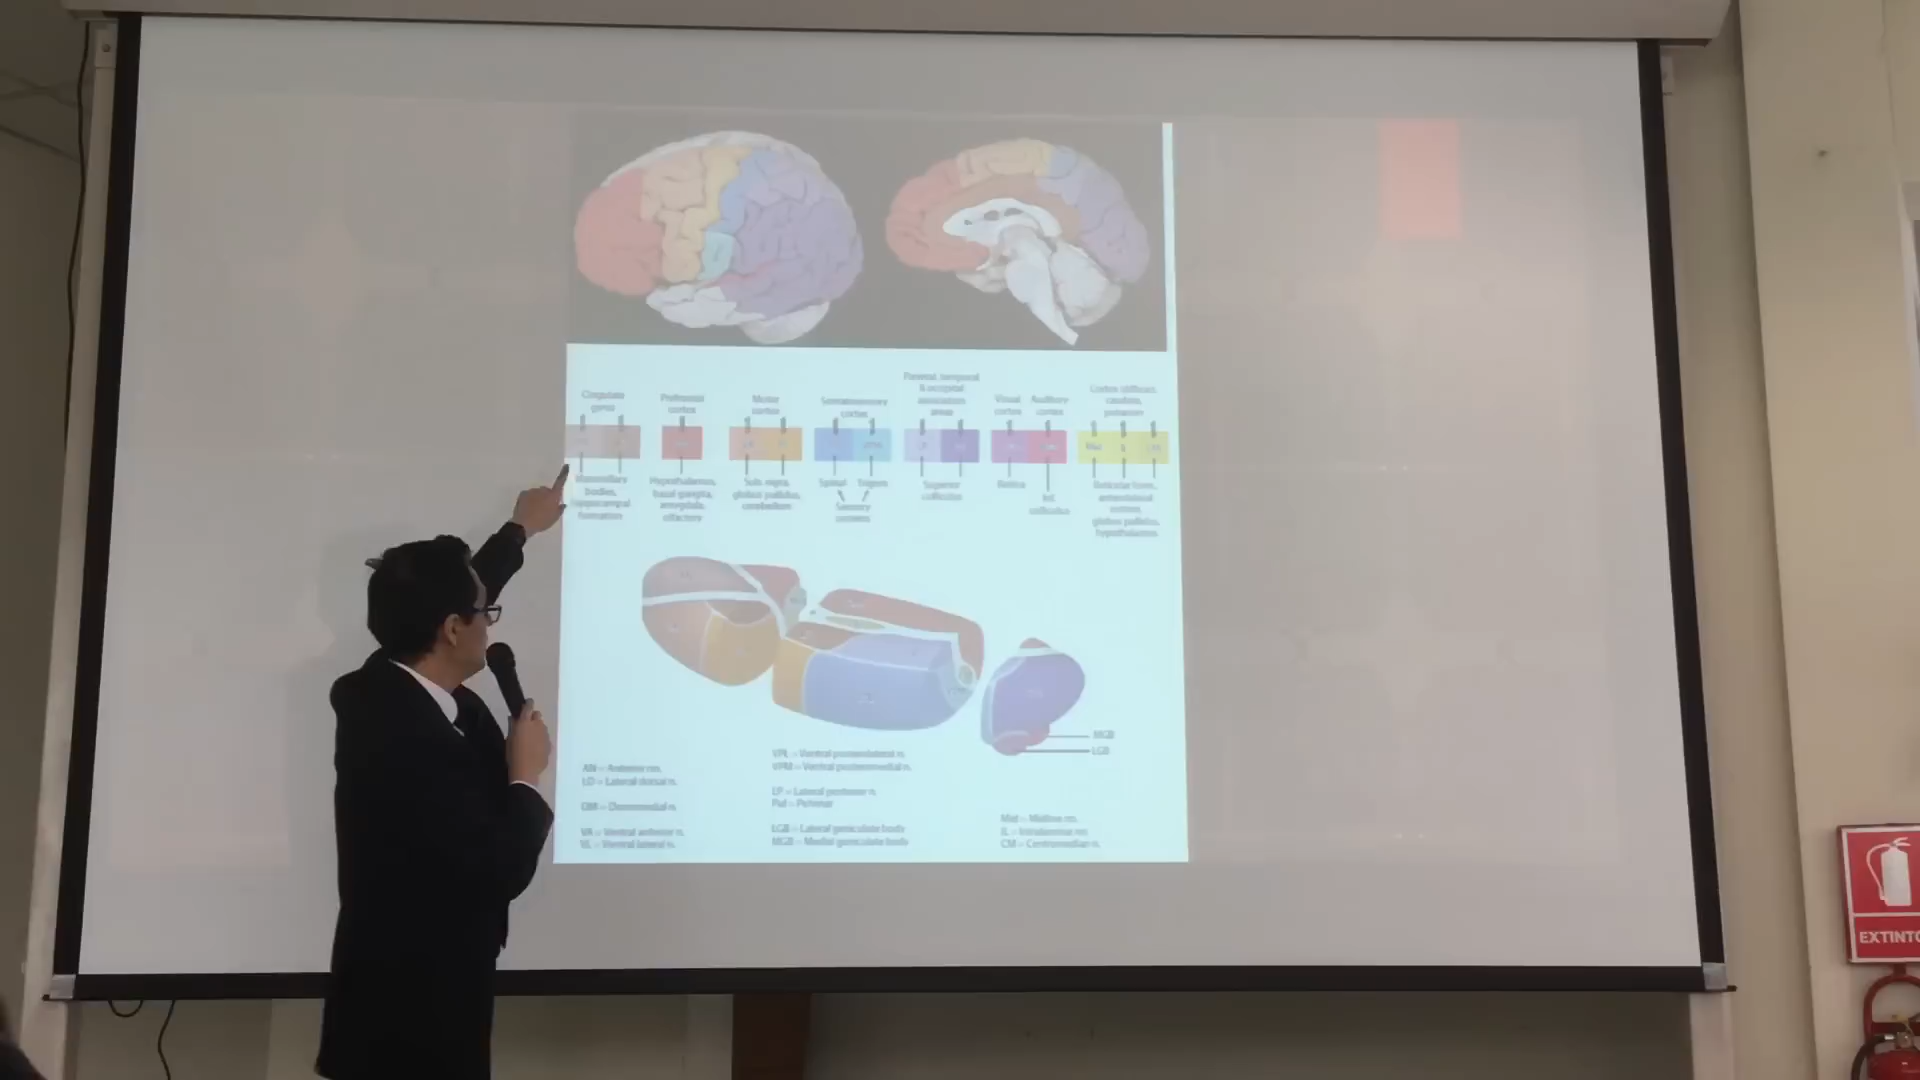 Cingulate
gyrus
Prefrontal
cortex
Motor
cortex
Somatosensory
cortex
Parietal, temporal
& occipital
association
areas
Visual
cortex
Auditory
cortex
caudate,
putamen
Mammillary
bodies,
hippocampal
formation
Hypothalamus,
basal ganglia,
amygdala,
olfactory
Sub. nigra,
globus pallidus,
cerebellum
Spinal
Trigem
Sensory
systems
Superior
colliculus
Retina
Inf.
colliculus
Reticular form.,
cortex,
globus pallidus,
hypothalamus
MGB
LGB
AN = Anterior nn.
LD = Lateral dorsal n.
DM = Dorsomedial n.
VA = Ventral anterior n.
VL = Ventral lateral n.
VPL = Ventral posterolateral n.
VPM = Ventral posteromedial n.
LP = Lateral posterior n.
Pul = Pulvinar
LGB = Lateral geniculate body
MGB = Medial geniculate body
Mid = Midline nn.
IL = Intralaminar nn.
CM = Centromedian n.
EXTINTO